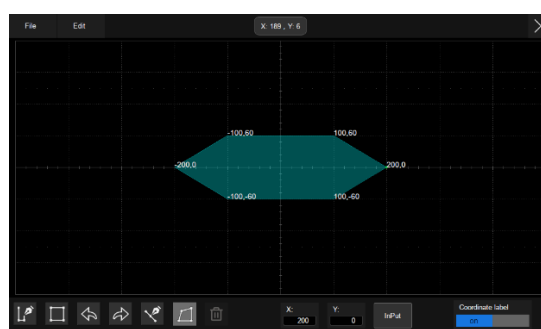 File Edit X: 189 , Y: 6
-100,60 100,60
-200,0 200,0
-100,-60 100,-60
X: Y: Coordinate label
200 0 InPut on